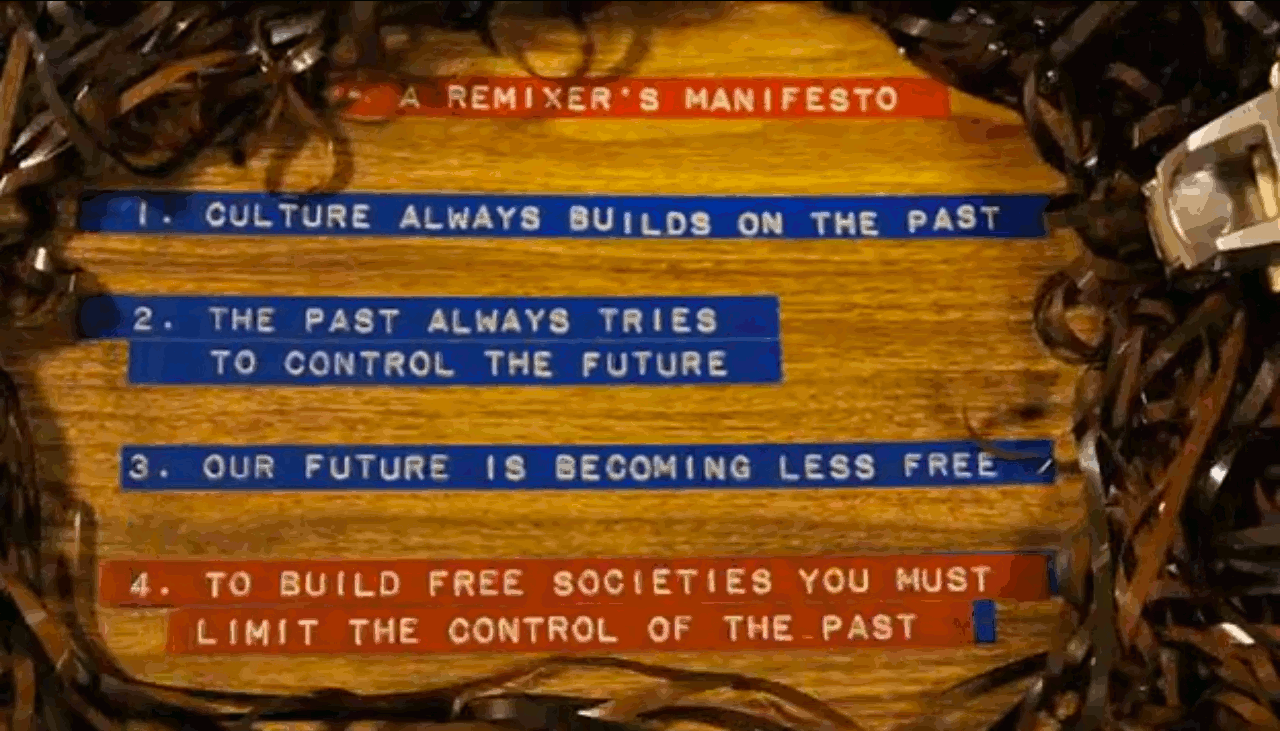 A REMIXER'S MANIFESTO
1. CULTURE ALWAYS BUILDS ON THE PAST
2. THE PAST ALWAYS TRIES
TO CONTROL THE FUTURE
3. OUR FUTURE IS BECOMING LESS FREE
4. TO BUILD FREE SOCIETIES YOU MUST
LIMIT THE CONTROL OF THE PAST